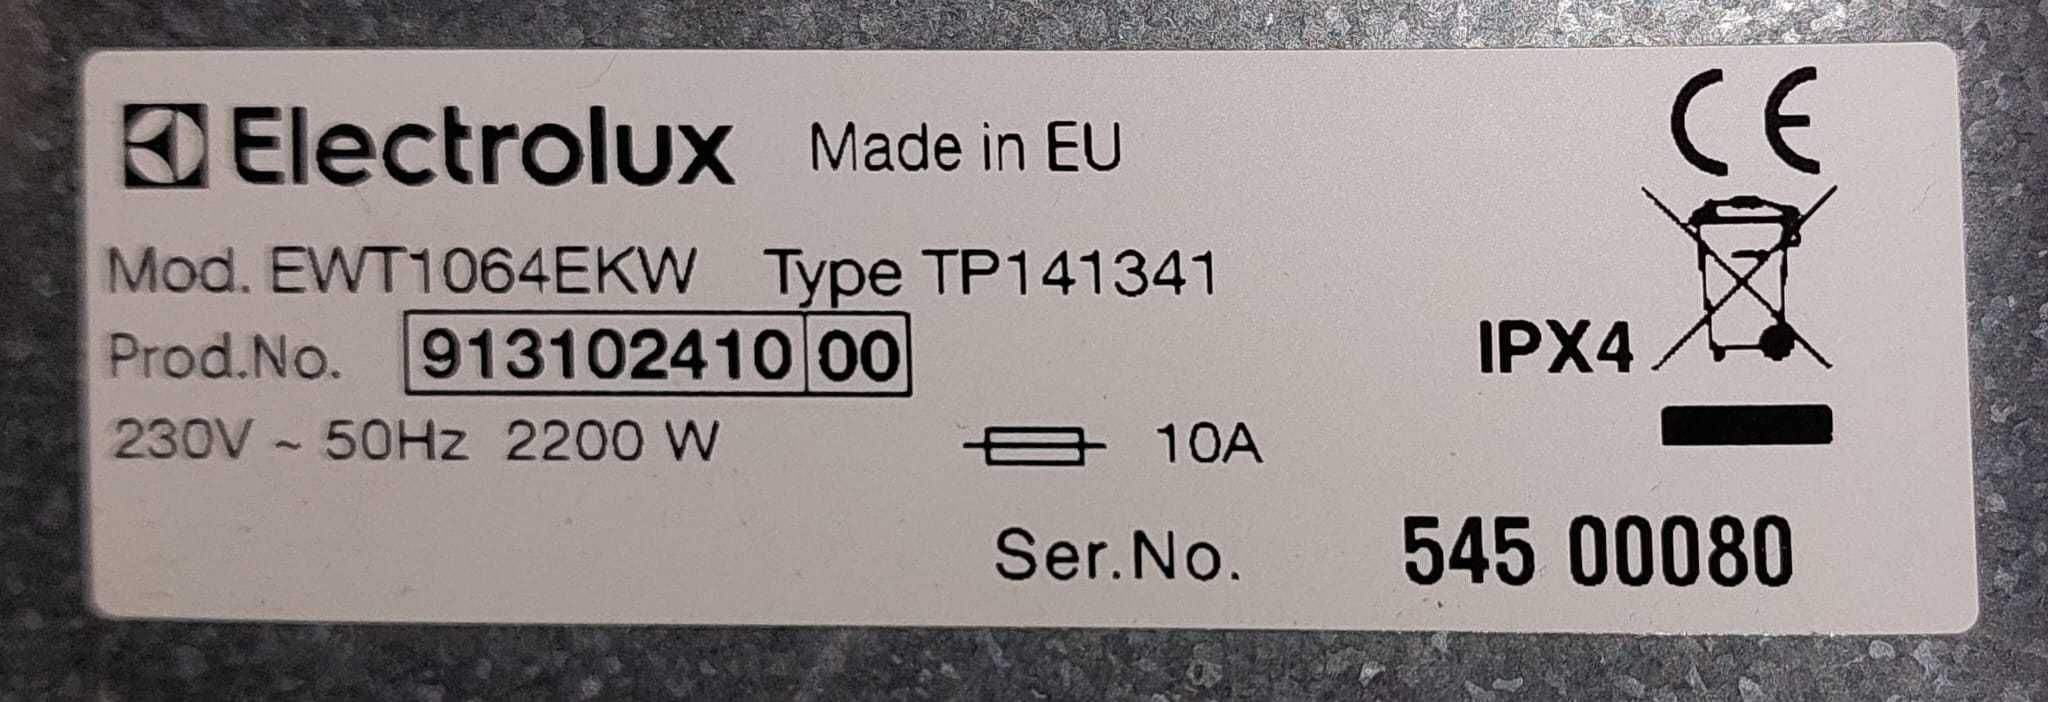 Electrolux Made in EU
CE
Mod. EWT1064EKW Type TP141341
Prod.No. 913102410 00
IPX4
230V ~ 50Hz 2200 W 10A
Ser.No. 545 00080